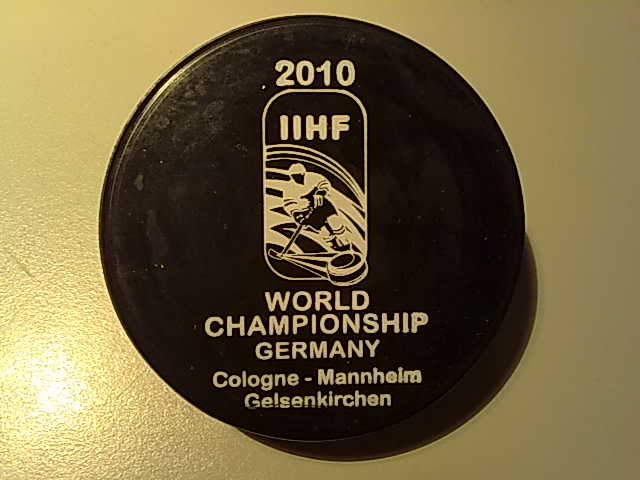 2010
IIHF
WORLD
CHAMPIONSHIP
GERMANY
Cologne - Mannheim
Gelsenkirchen